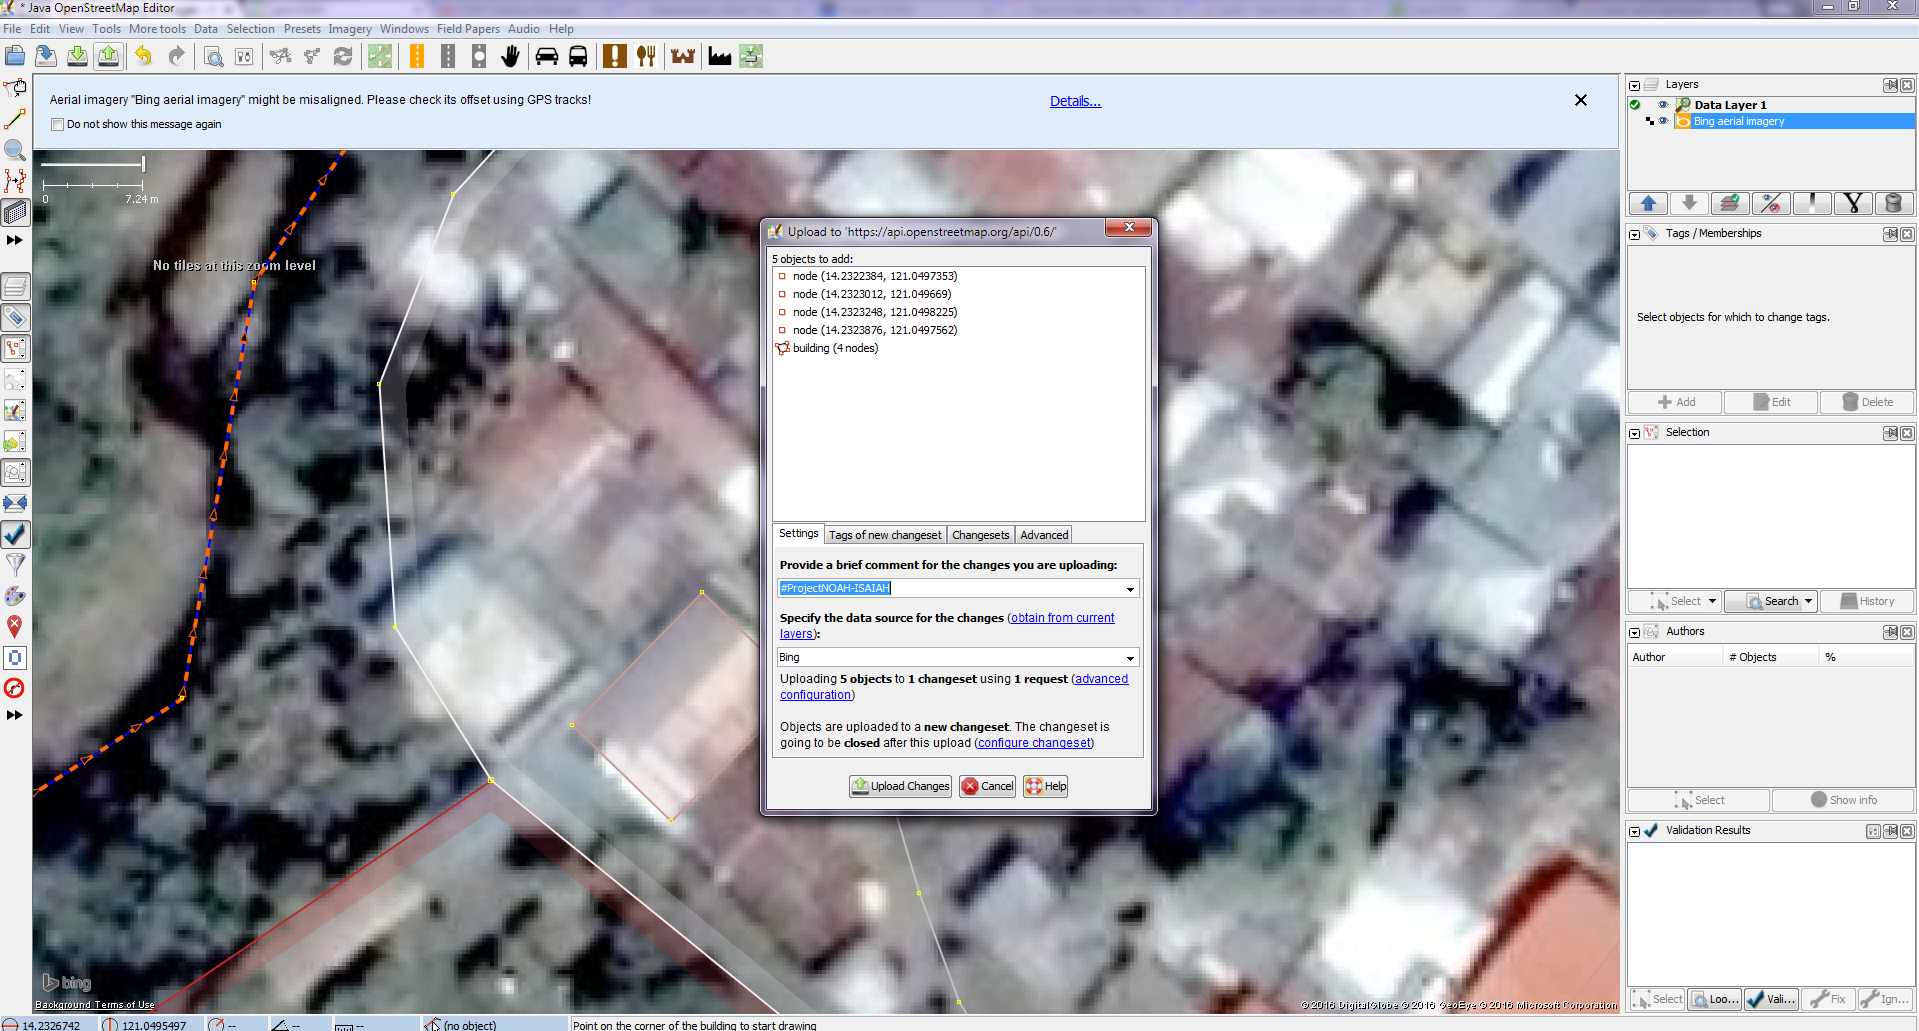 * Java OpenStreetMap Editor
File Edit View Tools More tools Data Selection Presets Imagery Windows Field Papers Audio Help
Aerial imagery "Bing aerial imagery" might be misaligned. Please check its offset using GPS tracks!
Details...
Do not show this message again
0 7.24 m
No tiles at this zoom level
Upload to 'https://api.openstreetmap.org/api/0.6/'
5 objects to add:
node (14.2322384, 121.0497353)
node (14.2323012, 121.049669)
node (14.2323248, 121.0498225)
node (14.2323876, 121.0497562)
building (4 nodes)
Settings Tags of new changeset Changesets Advanced
Provide a brief comment for the changes you are uploading:
#ProjectNOAH-ISAIAH
Specify the data source for the changes (obtain from current
layers):
Bing
Uploading 5 objects to 1 changeset using 1 request (advanced
configuration)
Objects are uploaded to a new changeset. The changeset is
going to be closed after this upload (configure changeset)
Upload Changes Cancel Help
Layers
Data Layer 1
Bing aerial imagery
Tags / Memberships
Select objects for which to change tags.
Add Edit Delete
Selection
Select Search History
Authors
Author # Objects %
Select Show info
Validation Results
Select Loo... Vali... Fix Ign...
bing
Background Terms of Use
© 2016 DigitalGlobe © 2016 GeoEye © 2016 Microsoft Corporation
14.2326742 121.0495497 -- -- -- (no object) Point on the corner of the building to start drawing